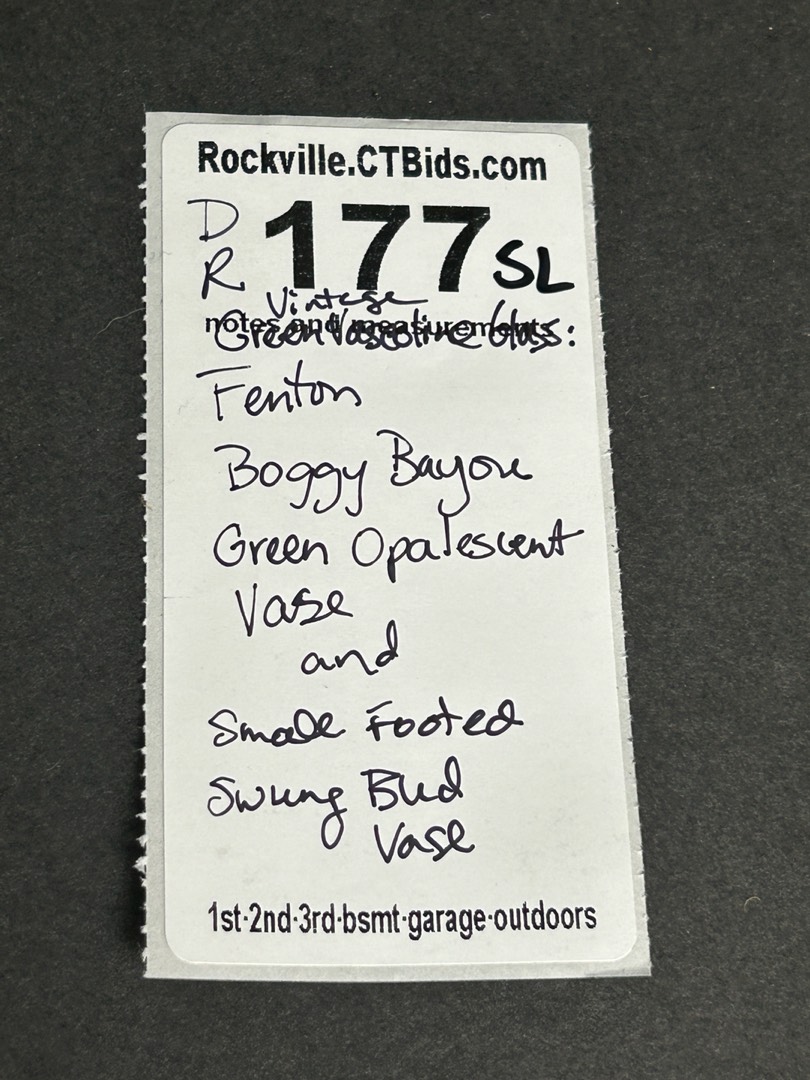 Rockville.CTBids.com
D
R
177 SL
Vintage
notes and measurements
Green Vascoline Glass:
Fenton
Boggy Bayou
Green Opalescent
Vase
and
Small Footed
Swung Bud
Vase
1st·2nd·3rd·bsmt·garage·outdoors